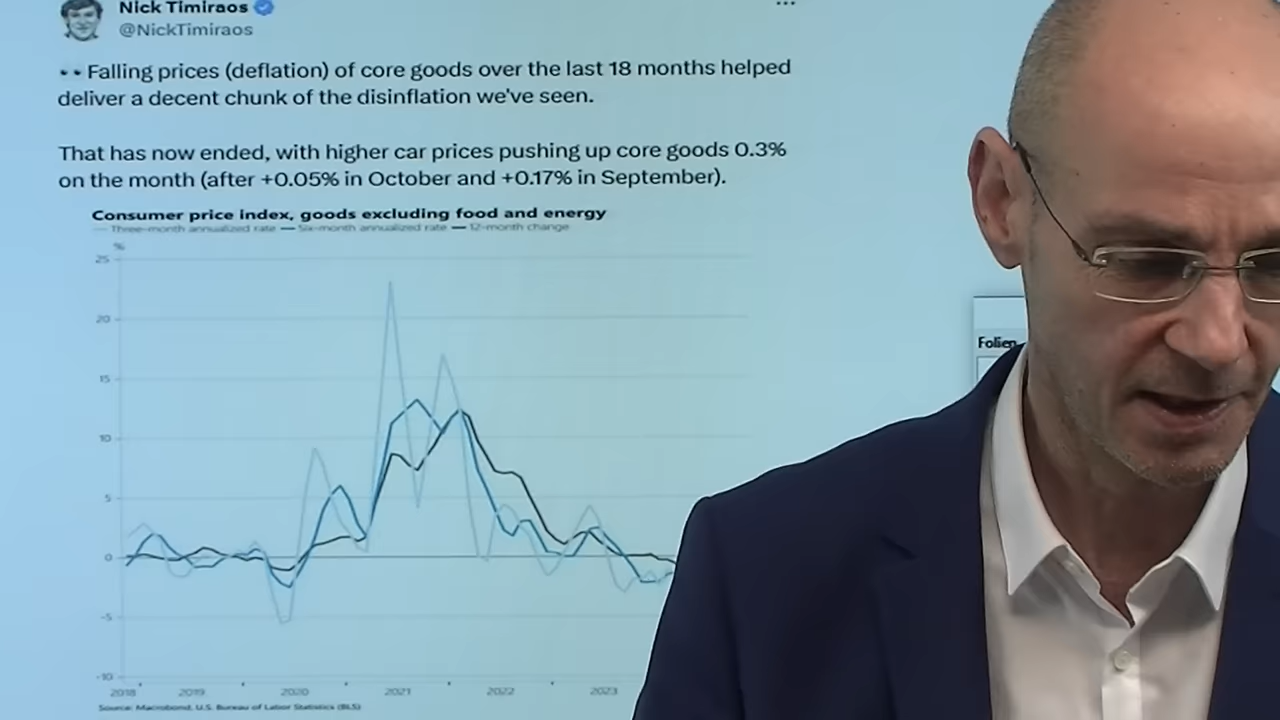 Nick Timiraos
@NickTimiraos
Falling prices (deflation) of core goods over the last 18 months helped
deliver a decent chunk of the disinflation we've seen.
That has now ended, with higher car prices pushing up core goods 0.3%
on the month (after +0.05% in October and +0.17% in September).
Consumer price index, goods excluding food and energy
Three-month annualized rate Six-month annualized rate 12-month change
%
25
20
15
10
5
0
-5
-10
2018 2019 2020 2021 2022 2023
Source: Macrobond, U.S. Bureau of Labor Statistics (BLS)
Folien